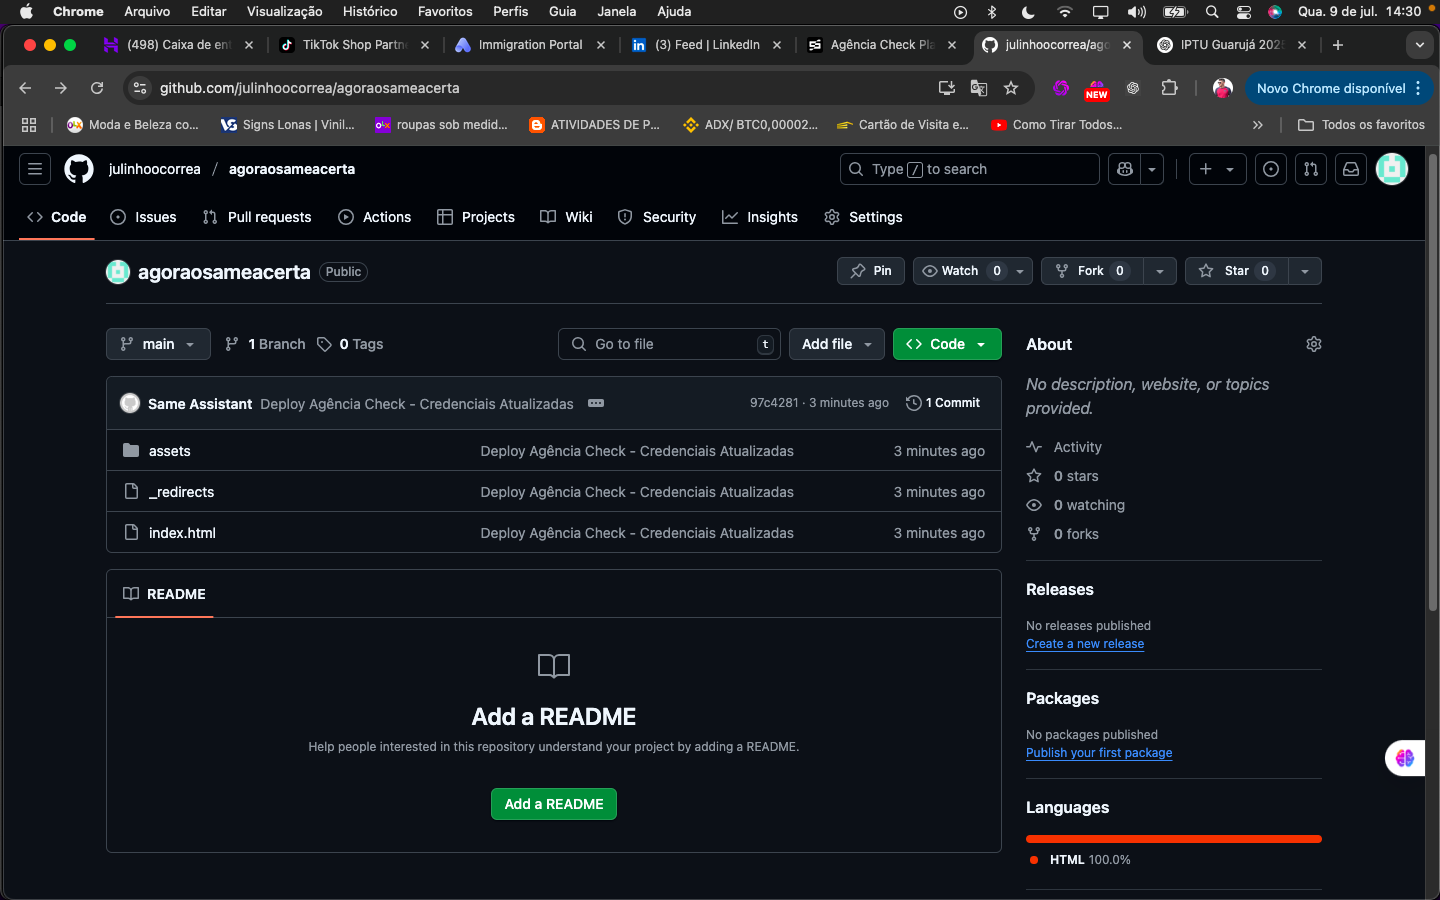 Chrome Arquivo Editar Visualização Histórico Favoritos Perfis Guia Janela Ajuda Qua. 9 de jul. 14:30
(498) Caixa de en
TikTok Shop Partn
Immigration Portal
(3) Feed | LinkedIn
Agência Check Pla
julinhoocorrea/ago
IPTU Guarujá 202
github.com/julinhoocorrea/agoraosameacerta
NEW
Novo Chrome disponível
Moda e Beleza co...
Signs Lonas | Vinil...
roupas sob medid...
ATIVIDADES DE P...
ADX/ BTC0,00002...
Cartão de Visita e...
Como Tirar Todos...
Todos os favoritos
julinhoocorrea / agoraosameacerta
Type / to search
Code
Issues
Pull requests
Actions
Projects
Wiki
Security
Insights
Settings
agoraosameacerta Public
Pin
Watch 0
Fork 0
Star 0
main
1 Branch
0 Tags
Go to file t
Add file
Code
Same Assistant Deploy Agência Check - Credenciais Atualizadas
97c4281 · 3 minutes ago
1 Commit
assets Deploy Agência Check - Credenciais Atualizadas 3 minutes ago
_redirects Deploy Agência Check - Credenciais Atualizadas 3 minutes ago
index.html Deploy Agência Check - Credenciais Atualizadas 3 minutes ago
README
Add a README
Help people interested in this repository understand your project by adding a README.
Add a README
About
No description, website, or topics
provided.
Activity
0 stars
0 watching
0 forks
Releases
No releases published
Create a new release
Packages
No packages published
Publish your first package
Languages
HTML 100.0%